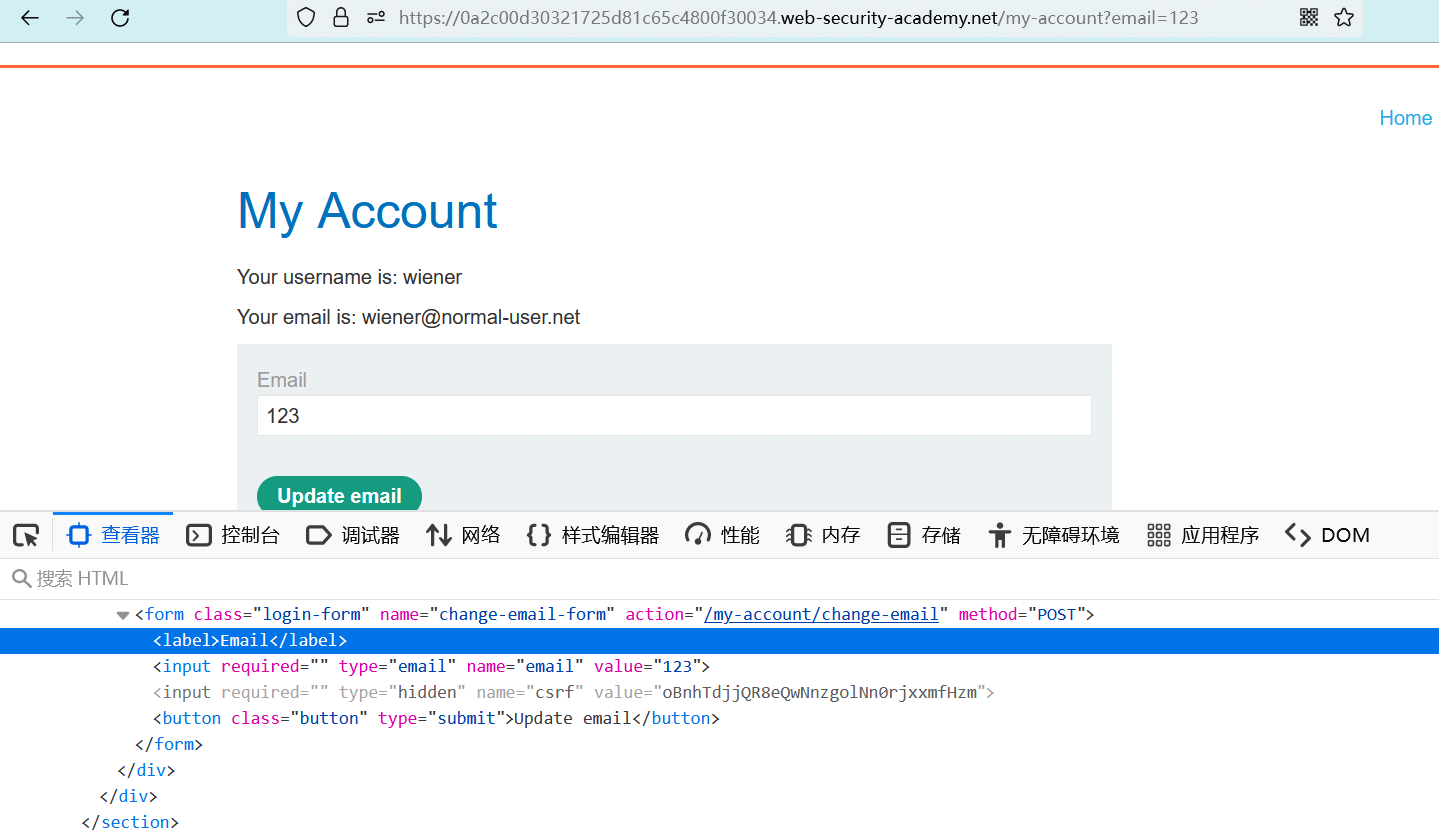 https://0a2c00d30321725d81c65c4800f30034.web-security-academy.net/my-account?email=123
Home
My Account
Your username is: wiener
Your email is: wiener@normal-user.net
Email
123
Update email
查看器 控制台 调试器 网络 {} 样式编辑器 性能 内存 存储 无障碍环境 应用程序 DOM
搜索 HTML
<form class="login-form" name="change-email-form" action="/my-account/change-email" method="POST">
<label>Email</label>
<input required="" type="email" name="email" value="123">
<input required="" type="hidden" name="csrf" value="oBnhTdjjQR8eQwNnzgolNn0rjxxmfHzm">
<button class="button" type="submit">Update email</button>
</form>
</div>
</div>
</section>